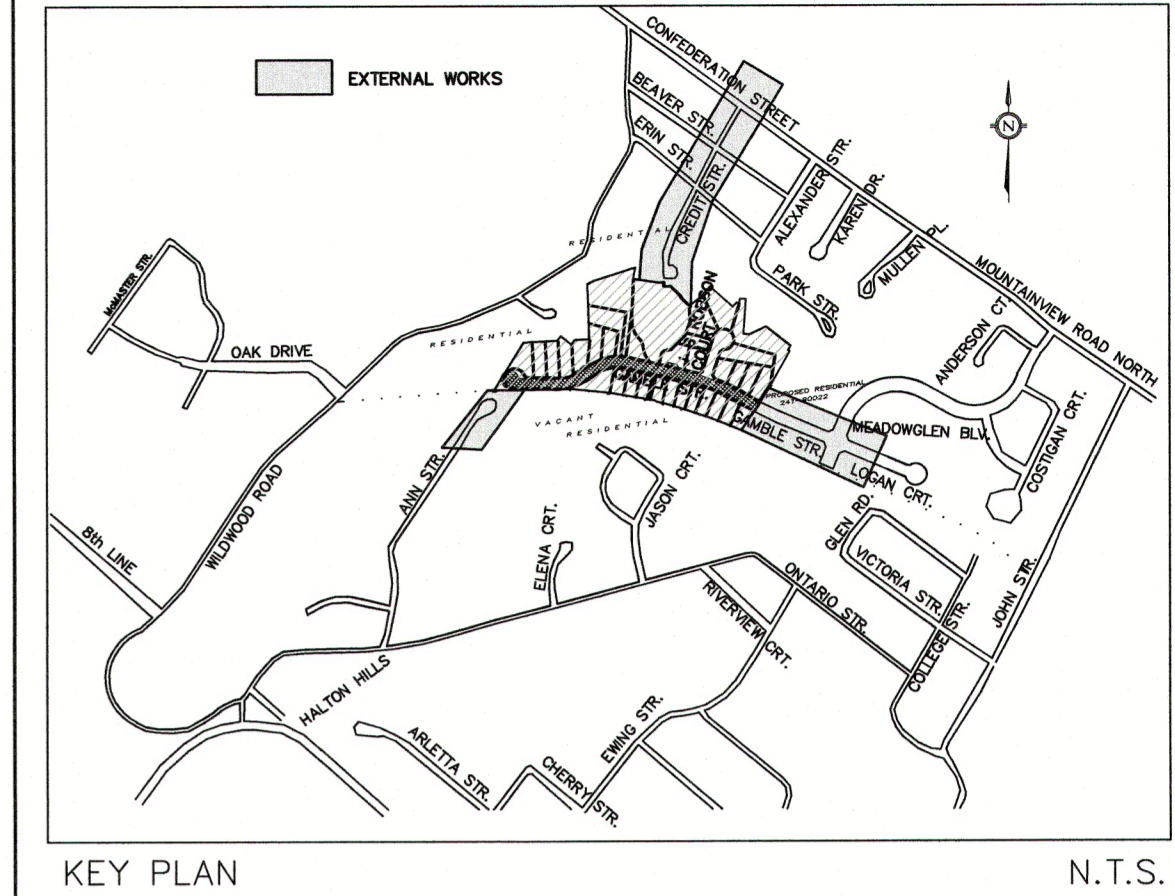 EXTERNAL WORKS
CONFEDERATION STREET
BEAVER STR.
ERIN STR.
CREDIT STR.
ALEXANDER STR.
KAREN DR.
MULLEN PL.
PARK STR.
N
MOUNTAINVIEW ROAD NORTH
ANDERSON CT.
RESIDENTIAL
McMASTER STR.
OAK DRIVE
RESIDENTIAL
COURT
GAMBLE STR.
PROPOSED RESIDENTIAL
VACANT
RESIDENTIAL
GAMBLE STR.
MEADOWGLEN BLV.
LOGAN CRT.
COSTIGAN CRT.
ANN STR.
WILDWOOD ROAD
8th LINE
ELENA CRT.
JASON CRT.
GLEN RD.
VICTORIA STR.
JOHN STR.
COLLEGE STR.
ONTARIO STR.
RIVERVIEW CRT.
HALTON HILLS
ARLETTA STR.
CHERRY STR.
EWING STR.
KEY PLAN
N.T.S.